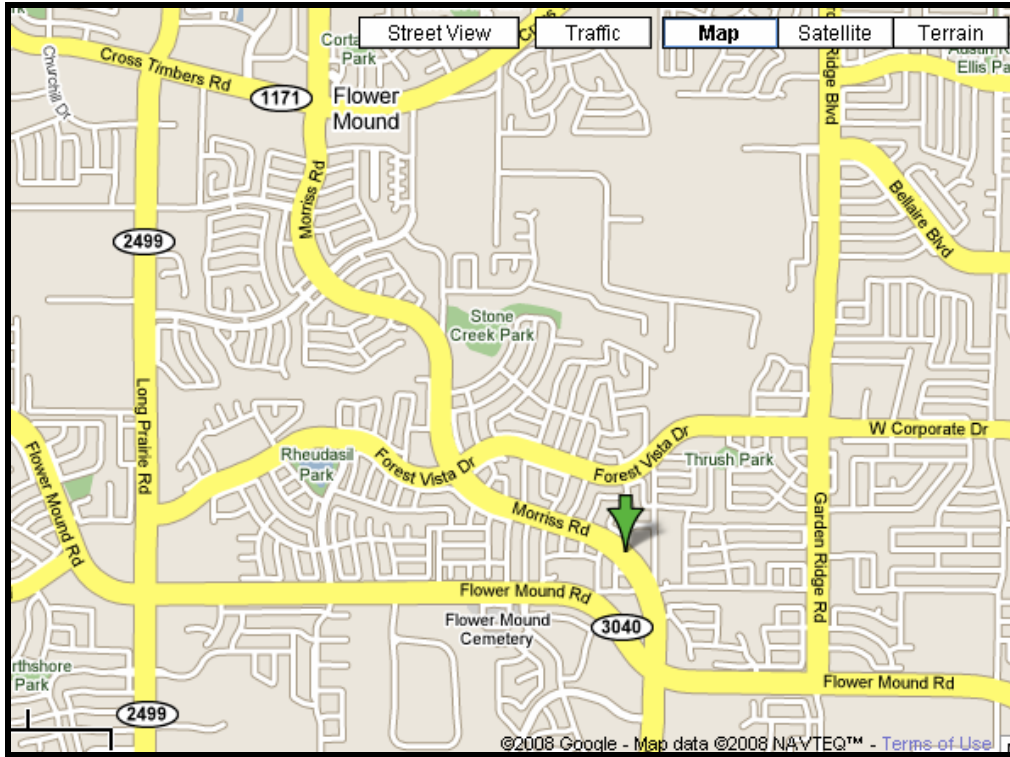 Street View
Traffic
Map
Satellite
Terrain
Park
Ellis Pa
Churchill Dr
Cross Timbers Rd
1171
Flower
Mound
Ridge Blvd
Morriss Rd
Bellaire Blvd
2499
Stone
Creek Park
Long Prairie Rd
W Corporate Dr
Flower Mound Rd
Rheudasil
Park
Forest Vista Dr
Forest Vista Dr
Thrush Park
Morriss Rd
Garden Ridge Rd
Flower Mound Rd
Flower Mound
Cemetery
3040
rthshore
Park
Flower Mound Rd
2499
©2008 Google - Map data ©2008 NAVTEQ™ - Terms of Use